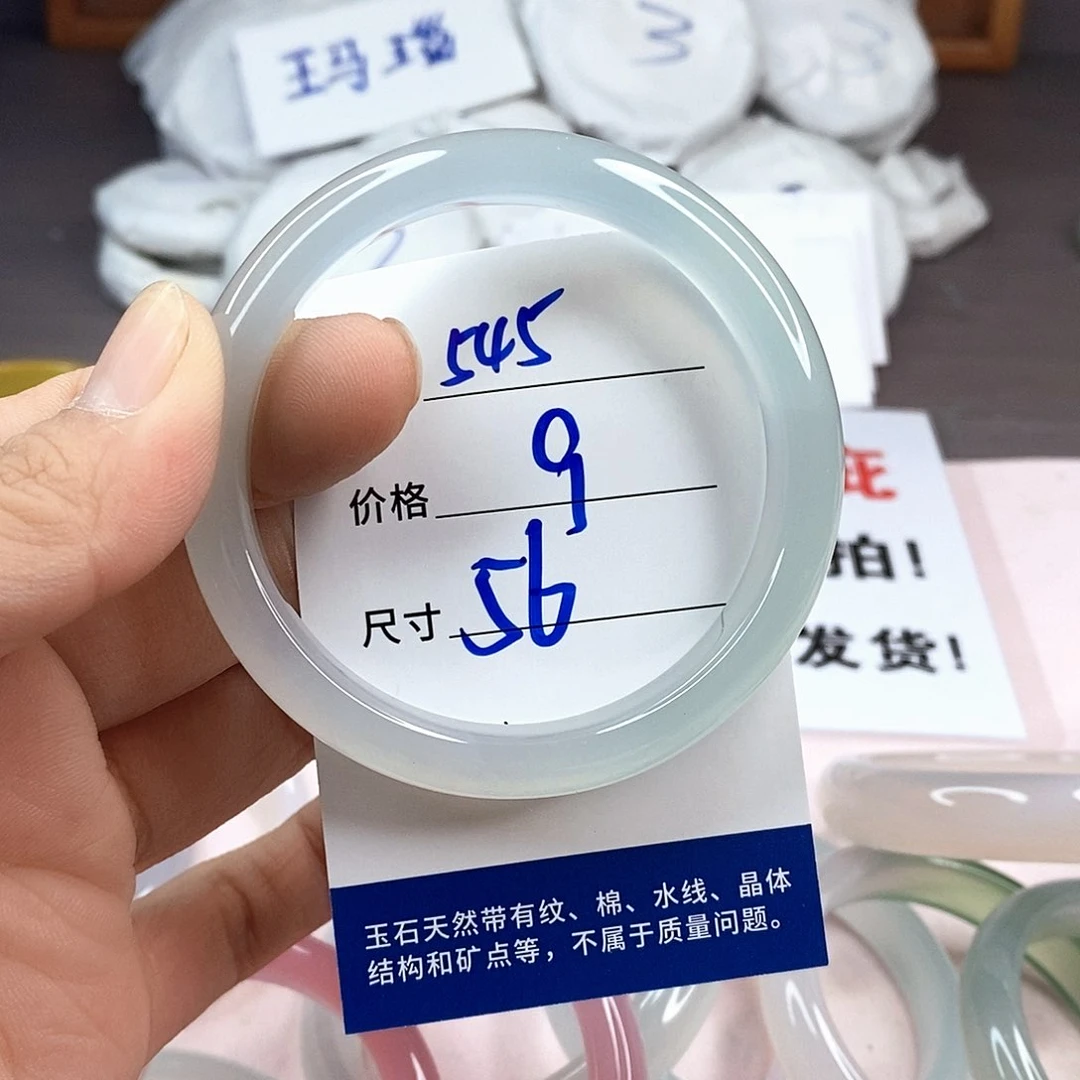 玛瑙
545
价格 9
尺寸 56
拍！
发货！
玉石天然带有纹、棉、水线、晶体
结构和矿点等，不属于质量问题。